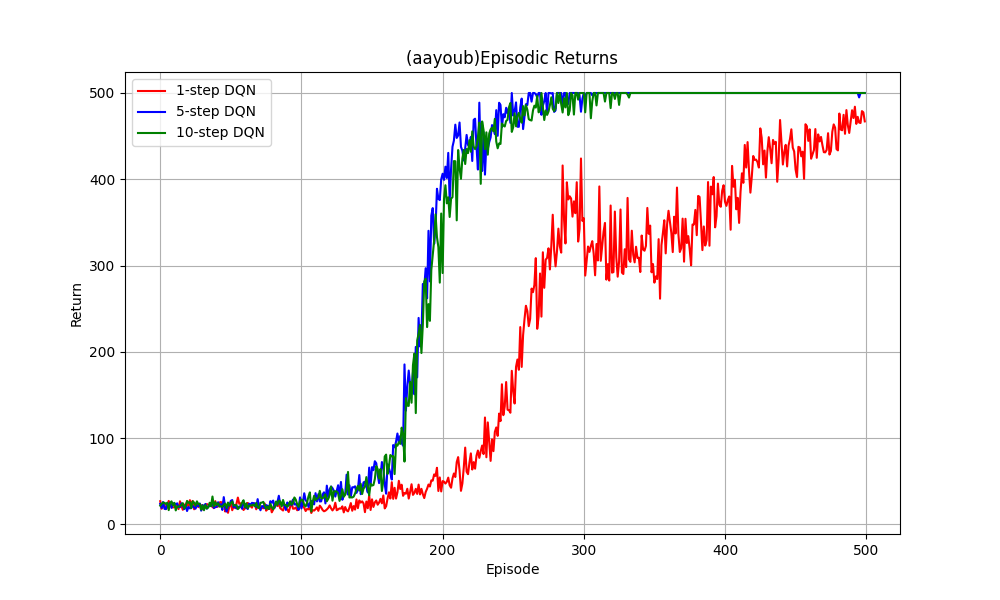 (aayoub)Episodic Returns
1-step DQN
5-step DQN
10-step DQN
Return
500
400
300
200
100
0
0 100 200 300 400 500
Episode